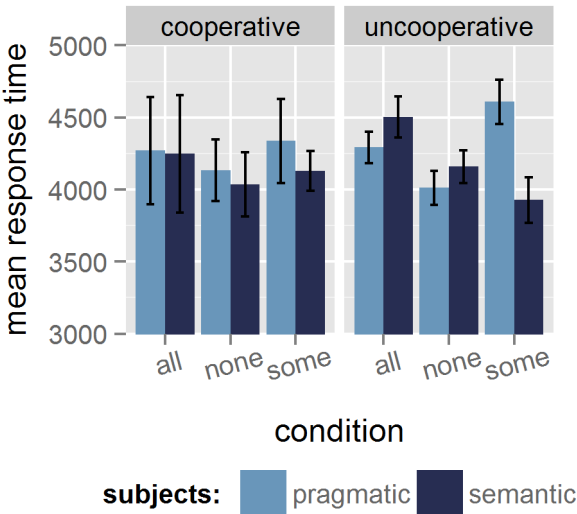 cooperative uncooperative
mean response time
5000
4500
4000
3500
3000
all none some all none some
condition
subjects: pragmatic semantic